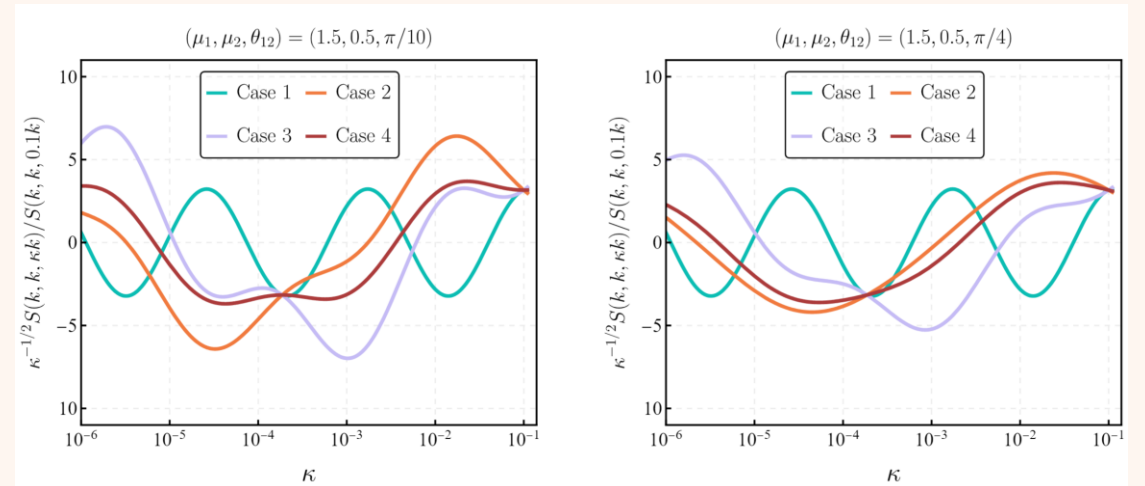 (μ₁, μ₂, θ₁₂) = (1.5, 0.5, π/10)
κ⁻¹/²S(k, k, κk)/S(k, k, 0.1k)
10
5
0
−5
10
Case 1 Case 2
Case 3 Case 4
10⁻⁶ 10⁻⁵ 10⁻⁴ 10⁻³ 10⁻² 10⁻¹
κ
(μ₁, μ₂, θ₁₂) = (1.5, 0.5, π/4)
κ⁻¹/²S(k, k, κk)/S(k, k, 0.1k)
10
5
0
−5
10
Case 1 Case 2
Case 3 Case 4
10⁻⁶ 10⁻⁵ 10⁻⁴ 10⁻³ 10⁻² 10⁻¹
κ